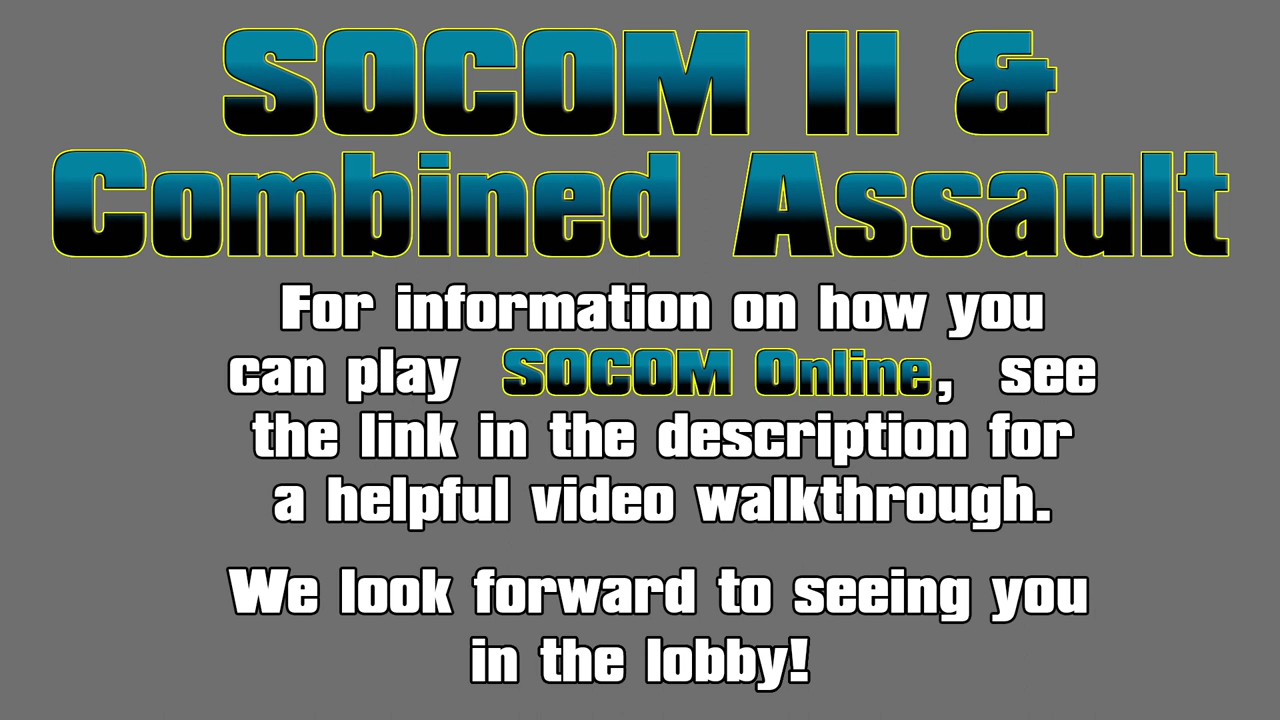 SOCOM II &
Combined Assault
For information on how you
can play SOCOM Online, see
the link in the description for
a helpful video walkthrough.
We look forward to seeing you
in the lobby!